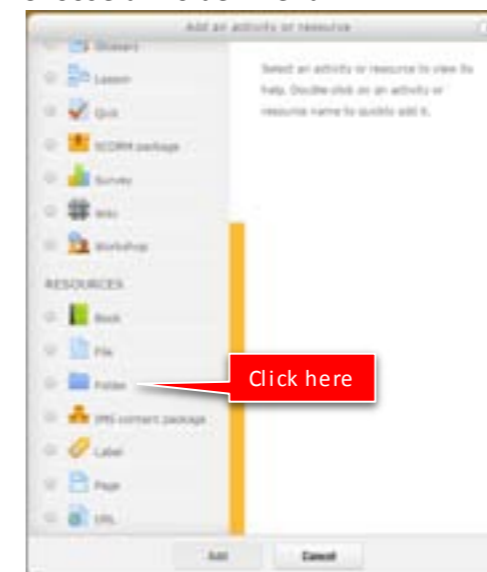 Add an activity or resource
Glossary
Lesson
Select an activity or resource to view its
help. Double-click on an activity or
resource name to quickly add it.
Quiz
SCORM package
Survey
Wiki
Workshop
RESOURCES
Book
File
Folder
Click here
IMS content package
Label
Page
URL
Add
Cancel